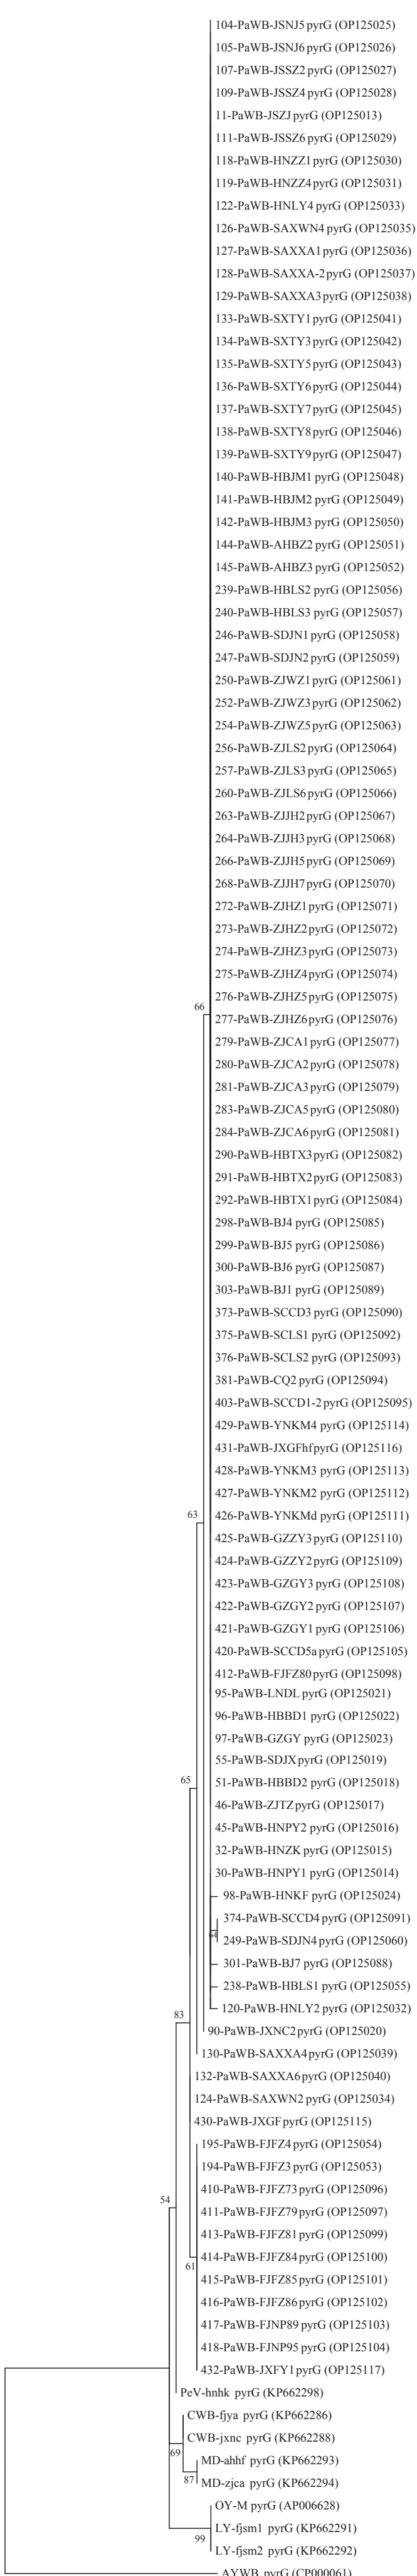 104-PaWB-JSNJ5 pyrG (OP125025)
105-PaWB-JSNJ6 pyrG (OP125026)
107-PaWB-JSSZ2 pyrG (OP125027)
109-PaWB-JSSZ4 pyrG (OP125028)
11-PaWB-JSZJ pyrG (OP125013)
111-PaWB-JSSZ6 pyrG (OP125029)
118-PaWB-HNZZ1 pyrG (OP125030)
119-PaWB-HNZZ4 pyrG (OP125031)
122-PaWB-HNLY4 pyrG (OP125033)
126-PaWB-SAXWN4 pyrG (OP125035)
127-PaWB-SAXXA1 pyrG (OP125036)
128-PaWB-SAXXA-2 pyrG (OP125037)
129-PaWB-SAXXA3 pyrG (OP125038)
133-PaWB-SXTY1 pyrG (OP125041)
134-PaWB-SXTY3 pyrG (OP125042)
135-PaWB-SXTY5 pyrG (OP125043)
136-PaWB-SXTY6 pyrG (OP125044)
137-PaWB-SXTY7 pyrG (OP125045)
138-PaWB-SXTY8 pyrG (OP125046)
139-PaWB-SXTY9 pyrG (OP125047)
140-PaWB-HBJM1 pyrG (OP125048)
141-PaWB-HBJM2 pyrG (OP125049)
142-PaWB-HBJM3 pyrG (OP125050)
144-PaWB-AHBZ2 pyrG (OP125051)
145-PaWB-AHBZ3 pyrG (OP125052)
239-PaWB-HBLS2 pyrG (OP125056)
240-PaWB-HBLS3 pyrG (OP125057)
246-PaWB-SDJN1 pyrG (OP125058)
247-PaWB-SDJN2 pyrG (OP125059)
250-PaWB-ZJWZ1 pyrG (OP125061)
252-PaWB-ZJWZ3 pyrG (OP125062)
254-PaWB-ZJWZ5 pyrG (OP125063)
256-PaWB-ZJLS2 pyrG (OP125064)
257-PaWB-ZJLS3 pyrG (OP125065)
260-PaWB-ZJLS6 pyrG (OP125066)
263-PaWB-ZJJH2 pyrG (OP125067)
264-PaWB-ZJJH3 pyrG (OP125068)
266-PaWB-ZJJH5 pyrG (OP125069)
268-PaWB-ZJJH7 pyrG (OP125070)
272-PaWB-ZJHZ1 pyrG (OP125071)
273-PaWB-ZJHZ2 pyrG (OP125072)
274-PaWB-ZJHZ3 pyrG (OP125073)
275-PaWB-ZJHZ4 pyrG (OP125074)
276-PaWB-ZJHZ5 pyrG (OP125075)
66
277-PaWB-ZJHZ6 pyrG (OP125076)
279-PaWB-ZJCA1 pyrG (OP125077)
280-PaWB-ZJCA2 pyrG (OP125078)
281-PaWB-ZJCA3 pyrG (OP125079)
283-PaWB-ZJCA5 pyrG (OP125080)
284-PaWB-ZJCA6 pyrG (OP125081)
290-PaWB-HBTX3 pyrG (OP125082)
291-PaWB-HBTX2 pyrG (OP125083)
292-PaWB-HBTX1 pyrG (OP125084)
298-PaWB-BJ4 pyrG (OP125085)
299-PaWB-BJ5 pyrG (OP125086)
300-PaWB-BJ6 pyrG (OP125087)
303-PaWB-BJ1 pyrG (OP125089)
373-PaWB-SCCD3 pyrG (OP125090)
375-PaWB-SCLS1 pyrG (OP125092)
376-PaWB-SCLS2 pyrG (OP125093)
381-PaWB-CQ2 pyrG (OP125094)
403-PaWB-SCCD1-2 pyrG (OP125095)
429-PaWB-YNKM4 pyrG (OP125114)
431-PaWB-JXGFhf pyrG (OP125116)
428-PaWB-YNKM3 pyrG (OP125113)
427-PaWB-YNKM2 pyrG (OP125112)
63
426-PaWB-YNKMd pyrG (OP125111)
425-PaWB-GZZY3 pyrG (OP125110)
424-PaWB-GZZY2 pyrG (OP125109)
423-PaWB-GZGY3 pyrG (OP125108)
422-PaWB-GZGY2 pyrG (OP125107)
421-PaWB-GZGY1 pyrG (OP125106)
420-PaWB-SCCD5a pyrG (OP125105)
412-PaWB-FJFZ80 pyrG (OP125098)
95-PaWB-LNDL pyrG (OP125021)
96-PaWB-HBBD1 pyrG (OP125022)
97-PaWB-GZGY pyrG (OP125023)
55-PaWB-SDJX pyrG (OP125019)
65
51-PaWB-HBBD2 pyrG (OP125018)
46-PaWB-ZJTZ pyrG (OP125017)
45-PaWB-HNPY2 pyrG (OP125016)
32-PaWB-HNZK pyrG (OP125015)
30-PaWB-HNPY1 pyrG (OP125014)
98-PaWB-HNKF pyrG (OP125024)
374-PaWB-SCCD4 pyrG (OP125091)
64
249-PaWB-SDJN4 pyrG (OP125060)
301-PaWB-BJ7 pyrG (OP125088)
238-PaWB-HBLS1 pyrG (OP125055)
120-PaWB-HNLY2 pyrG (OP125032)
83
90-PaWB-JXNC2 pyrG (OP125020)
130-PaWB-SAXXA4 pyrG (OP125039)
132-PaWB-SAXXA6 pyrG (OP125040)
124-PaWB-SAXWN2 pyrG (OP125034)
430-PaWB-JXGF pyrG (OP125115)
195-PaWB-FJFZ4 pyrG (OP125054)
194-PaWB-FJFZ3 pyrG (OP125053)
410-PaWB-FJFZ73 pyrG (OP125096)
54
411-PaWB-FJFZ79 pyrG (OP125097)
413-PaWB-FJFZ81 pyrG (OP125099)
414-PaWB-FJFZ84 pyrG (OP125100)
61
415-PaWB-FJFZ85 pyrG (OP125101)
416-PaWB-FJFZ86 pyrG (OP125102)
417-PaWB-FJNP89 pyrG (OP125103)
418-PaWB-FJNP95 pyrG (OP125104)
432-PaWB-JXFY1 pyrG (OP125117)
PeV-hnhk pyrG (KP662298)
CWB-fjya pyrG (KP662286)
CWB-jxnc pyrG (KP662288)
69
MD-ahhf pyrG (KP662293)
87
MD-zjca pyrG (KP662294)
OY-M pyrG (AP006628)
LY-fjsm1 pyrG (KP662291)
99
LY-fjsm2 pyrG (KP662292)
AYWB pyrG (CP000061)